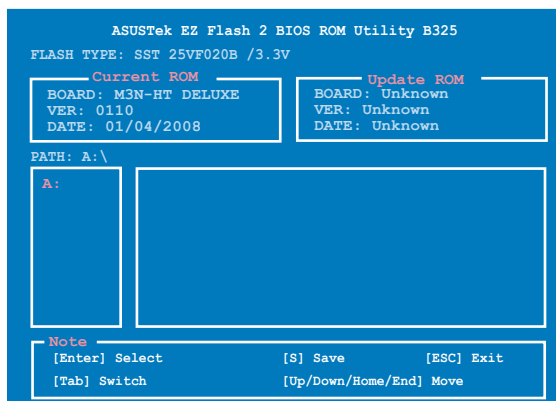 ASUSTek EZ Flash 2 BIOS ROM Utility B325
FLASH TYPE: SST 25VF020B /3.3V
Current ROM
BOARD: M3N-HT DELUXE
VER: 0110
DATE: 01/04/2008
Update ROM
BOARD: Unknown
VER: Unknown
DATE: Unknown
PATH: A:\
A:
Note
[Enter] Select [S] Save [ESC] Exit
[Tab] Switch [Up/Down/Home/End] Move